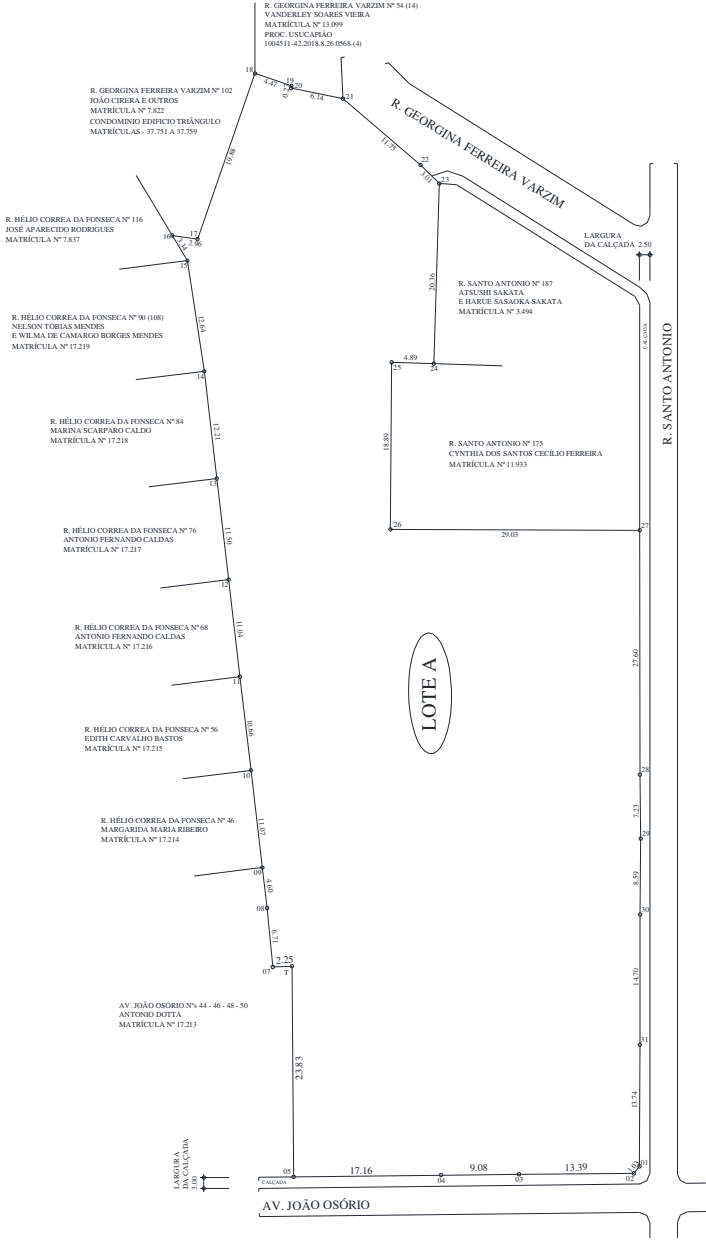 R. GEORGINA FERREIRA VARZIM Nº 54 (14)
VANDERLEY SOARES VIEIRA
MATRÍCULA Nº 13.099
PROC. USUCAPIÃO
1004511-42.2018.8.26.0568-(4)
18
4.47
19
20
6.14
21
R. GEORGINA FERREIRA VARZIM Nº 102
JOÃO CIRERA E OUTROS
MATRÍCULA Nº 7.822
CONDOMINIO EDIFICIO TRIÂNGULO
MATRÍCULAS - 37.751 A 37.759
R. GEORGINA FERREIRA VARZIM
11.75
22
3.01
23
19.88
R. HÉLIO CORREA DA FONSECA Nº 116
JOSÉ APARECIDO RODRIGUES
MATRÍCULA Nº 7.837
16
17
2.96
15
LARGURA
DA CALÇADA 2.50
20.36
R. SANTO ANTONIO Nº 187
ATSUSHI SAKATA
E HARUE SASAOKA SAKATA
MATRÍCULA Nº 3.494
R. HÉLIO CORREA DA FONSECA Nº 90 (108)
NELSON TOBIAS MENDES
E WILMA DE CAMARGO BORGES MENDES
MATRÍCULA Nº 17.219
12.64
14
CALÇADA
R. SANTO ANTONIO
4.89
25
24
R. HÉLIO CORREA DA FONSECA Nº 84
MARINA SCARPARO CALDO
MATRÍCULA Nº 17.218
12.21
13
18.89
R. SANTO ANTONIO Nº 175
CYNTHIA DOS SANTOS CECÍLIO FERREIRA
MATRÍCULA Nº 11.933
26
29.03
27
R. HÉLIO CORREA DA FONSECA Nº 76
ANTONIO FERNANDO CALDAS
MATRÍCULA Nº 17.217
11.50
12
R. HÉLIO CORREA DA FONSECA Nº 68
ANTONIO FERNANDO CALDAS
MATRÍCULA Nº 17.216
11.04
11
LOTE A
27.60
R. HÉLIO CORREA DA FONSECA Nº 56
EDITH CARVALHO BASTOS
MATRÍCULA Nº 17.215
10.66
10
28
7.23
29
R. HÉLIO CORREA DA FONSECA Nº 46
MARGARIDA MARIA RIBEIRO
MATRÍCULA Nº 17.214
11.07
09
4.60
08
8.59
30
6.71
07
2.25
T
14.70
AV. JOÃO OSÓRIO Nºs 44 - 46 - 48 - 50
ANTONIO DOTTA
MATRÍCULA Nº 17.213
23.83
31
13.74
LARGURA
DA CALÇADA
3.00
05
17.16
04
9.08
03
13.39
02
01
CALÇADA
AV. JOÃO OSÓRIO